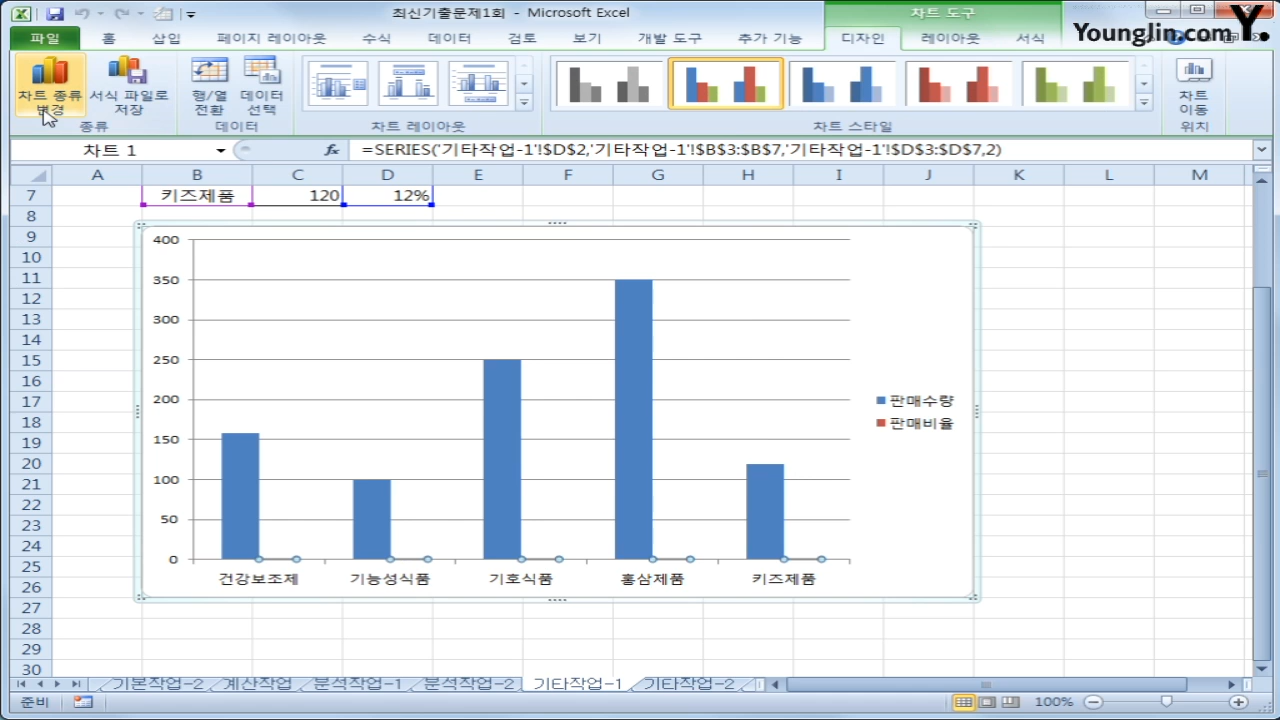 최신기출문제1회 - Microsoft Excel
차트 도구
Younglin.com Y.
파일 홈 삽입 페이지 레이아웃 수식 데이터 검토 보기 개발 도구 추가 기능 디자인 레이아웃 서식
차트 종류 변경
서식 파일로 저장
행/열 전환
데이터 선택
차트 이동
종류 데이터 차트 레이아웃 차트 스타일 위치
차트 1 fx =SERIES('기타작업-1'!$D$2,'기타작업-1'!$B$3:$B$7,'기타작업-1'!$D$3:$D$7,2)
A B C D E F G H I J K L M
7 키즈제품 120 12%
8
9
10
11
12
13
14
15
16
17
18
19
20
21
22
23
24
25
26
27
28
29
30
400
350
300
250
200
150
100
50
0
판매수량
판매비율
건강보조제 기능성식품 기호식품 홍삼제품 키즈제품
기본작업-2 계산작업 분석작업-1 분석작업-2 기타작업-1 기타작업-2
준비 100%